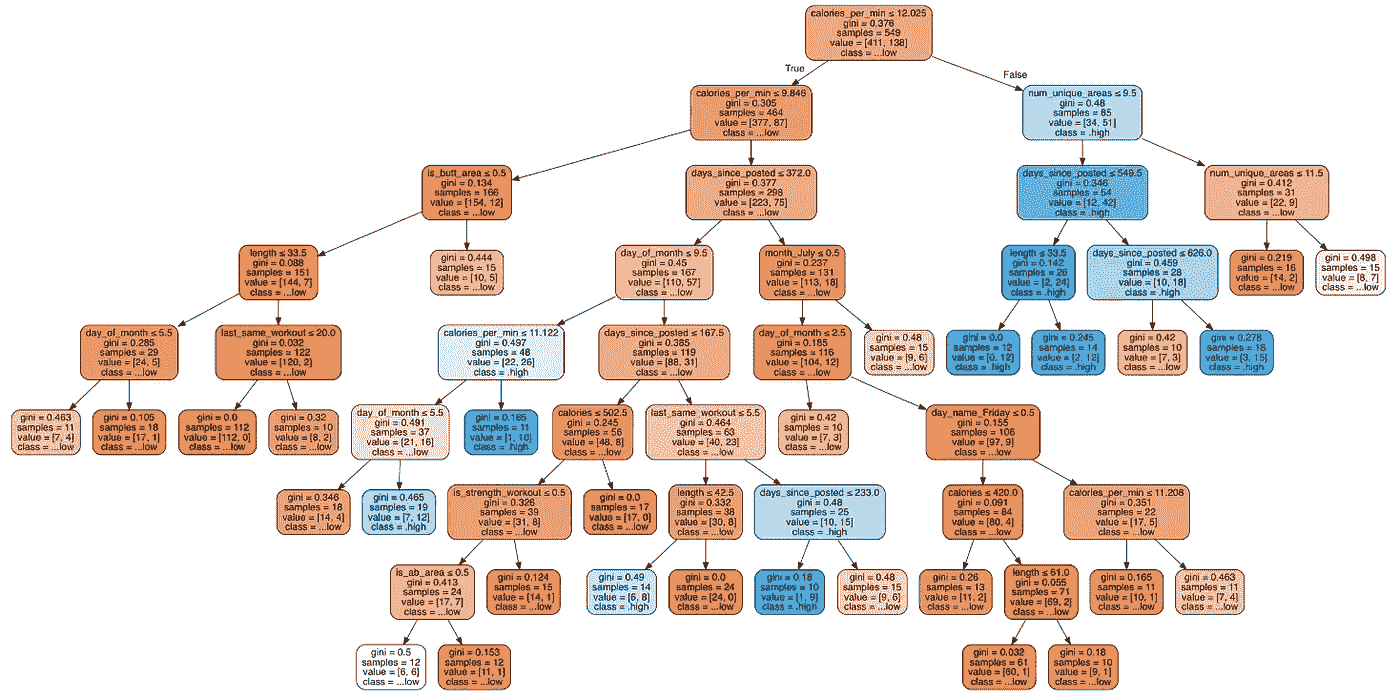 calories_per_min ≤ 12.025
gini = 0.376
samples = 549
value = [411, 138]
class = ...low
True
False
calories_per_min ≤ 9.846
gini = 0.305
samples = 464
value = [377, 87]
class = ...low
num_unique_areas ≤ 9.5
gini = 0.48
samples = 85
value = [34, 51]
class = .high
is_butt_area ≤ 0.5
gini = 0.134
samples = 166
value = [154, 12]
class = ...low
days_since_posted ≤ 372.0
gini = 0.377
samples = 298
value = [223, 75]
class = ...low
days_since_posted ≤ 549.5
gini = 0.346
samples = 54
value = [12, 42]
class = .high
num_unique_areas ≤ 11.5
gini = 0.412
samples = 31
value = [22, 9]
class = ...low
length ≤ 33.5
gini = 0.088
samples = 151
value = [144, 7]
class = ...low
gini = 0.444
samples = 15
value = [10, 5]
class = ...low
day_of_month ≤ 9.5
gini = 0.45
samples = 167
value = [110, 57]
class = ...low
month_July ≤ 0.5
gini = 0.237
samples = 131
value = [113, 18]
class = ...low
length ≤ 33.5
gini = 0.142
samples = 26
value = [2, 24]
class = .high
days_since_posted ≤ 626.0
gini = 0.459
samples = 28
value = [10, 18]
class = .high
gini = 0.219
samples = 16
value = [14, 2]
class = ...low
gini = 0.498
samples = 15
value = [8, 7]
class = ...low
day_of_month ≤ 5.5
gini = 0.285
samples = 29
value = [24, 5]
class = ...low
last_same_workout ≤ 20.0
gini = 0.032
samples = 122
value = [120, 2]
class = ...low
calories_per_min ≤ 11.122
gini = 0.497
samples = 48
value = [22, 26]
class = .high
days_since_posted ≤ 167.5
gini = 0.385
samples = 119
value = [88, 31]
class = ...low
day_of_month ≤ 2.5
gini = 0.185
samples = 116
value = [104, 12]
class = ...low
gini = 0.48
samples = 15
value = [9, 6]
class = ...low
gini = 0.0
samples = 12
value = [0, 12]
class = .high
gini = 0.245
samples = 14
value = [2, 12]
class = .high
gini = 0.42
samples = 10
value = [7, 3]
class = ...low
gini = 0.278
samples = 18
value = [3, 15]
class = .high
gini = 0.463
samples = 11
value = [7, 4]
class = ...low
gini = 0.105
samples = 18
value = [17, 1]
class = ...low
gini = 0.0
samples = 112
value = [112, 0]
class = ...low
gini = 0.32
samples = 10
value = [8, 2]
class = ...low
day_of_month ≤ 5.5
gini = 0.491
samples = 37
value = [21, 16]
class = ...low
gini = 0.165
samples = 11
value = [1, 10]
class = .high
calories ≤ 502.5
gini = 0.245
samples = 56
value = [48, 8]
class = ...low
last_same_workout ≤ 5.5
gini = 0.464
samples = 63
value = [40, 23]
class = ...low
gini = 0.42
samples = 10
value = [7, 3]
class = ...low
day_name_Friday ≤ 0.5
gini = 0.155
samples = 106
value = [97, 9]
class = ...low
gini = 0.346
samples = 18
value = [14, 4]
class = ...low
gini = 0.465
samples = 19
value = [7, 12]
class = .high
is_strength_workout ≤ 0.5
gini = 0.326
samples = 39
value = [31, 8]
class = ...low
gini = 0.0
samples = 17
value = [17, 0]
class = ...low
length ≤ 42.5
gini = 0.332
samples = 38
value = [30, 8]
class = ...low
days_since_posted ≤ 233.0
gini = 0.48
samples = 25
value = [10, 15]
class = .high
calories ≤ 420.0
gini = 0.091
samples = 84
value = [80, 4]
class = ...low
calories_per_min ≤ 11.208
gini = 0.351
samples = 22
value = [17, 5]
class = ...low
is_ab_area ≤ 0.5
gini = 0.413
samples = 24
value = [17, 7]
class = ...low
gini = 0.124
samples = 15
value = [14, 1]
class = ...low
gini = 0.49
samples = 14
value = [6, 8]
class = .high
gini = 0.0
samples = 24
value = [24, 0]
class = ...low
gini = 0.18
samples = 10
value = [1, 9]
class = .high
gini = 0.48
samples = 15
value = [9, 6]
class = ...low
gini = 0.26
samples = 13
value = [11, 2]
class = ...low
length ≤ 61.0
gini = 0.055
samples = 71
value = [69, 2]
class = ...low
gini = 0.165
samples = 11
value = [10, 1]
class = ...low
gini = 0.463
samples = 11
value = [7, 4]
class = ...low
gini = 0.5
samples = 12
value = [6, 6]
class = ...low
gini = 0.153
samples = 12
value = [11, 1]
class = ...low
gini = 0.032
samples = 61
value = [60, 1]
class = ...low
gini = 0.18
samples = 10
value = [9, 1]
class = ...low